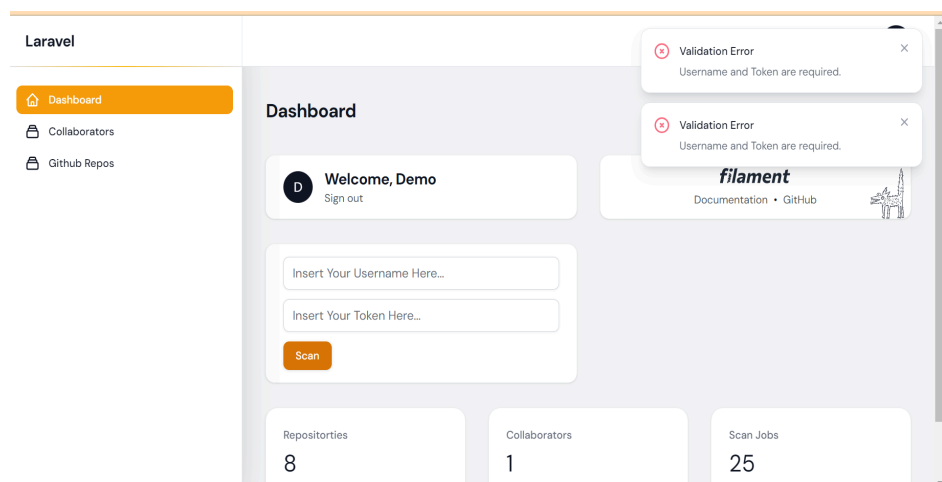 Laravel
Dashboard
Collaborators
Github Repos
Validation Error
Username and Token are required.
Validation Error
Username and Token are required.
Dashboard
D
Welcome, Demo
Sign out
filament
Documentation • GitHub
Insert Your Username Here...
Insert Your Token Here...
Scan
Repositorties
8
Collaborators
1
Scan Jobs
25